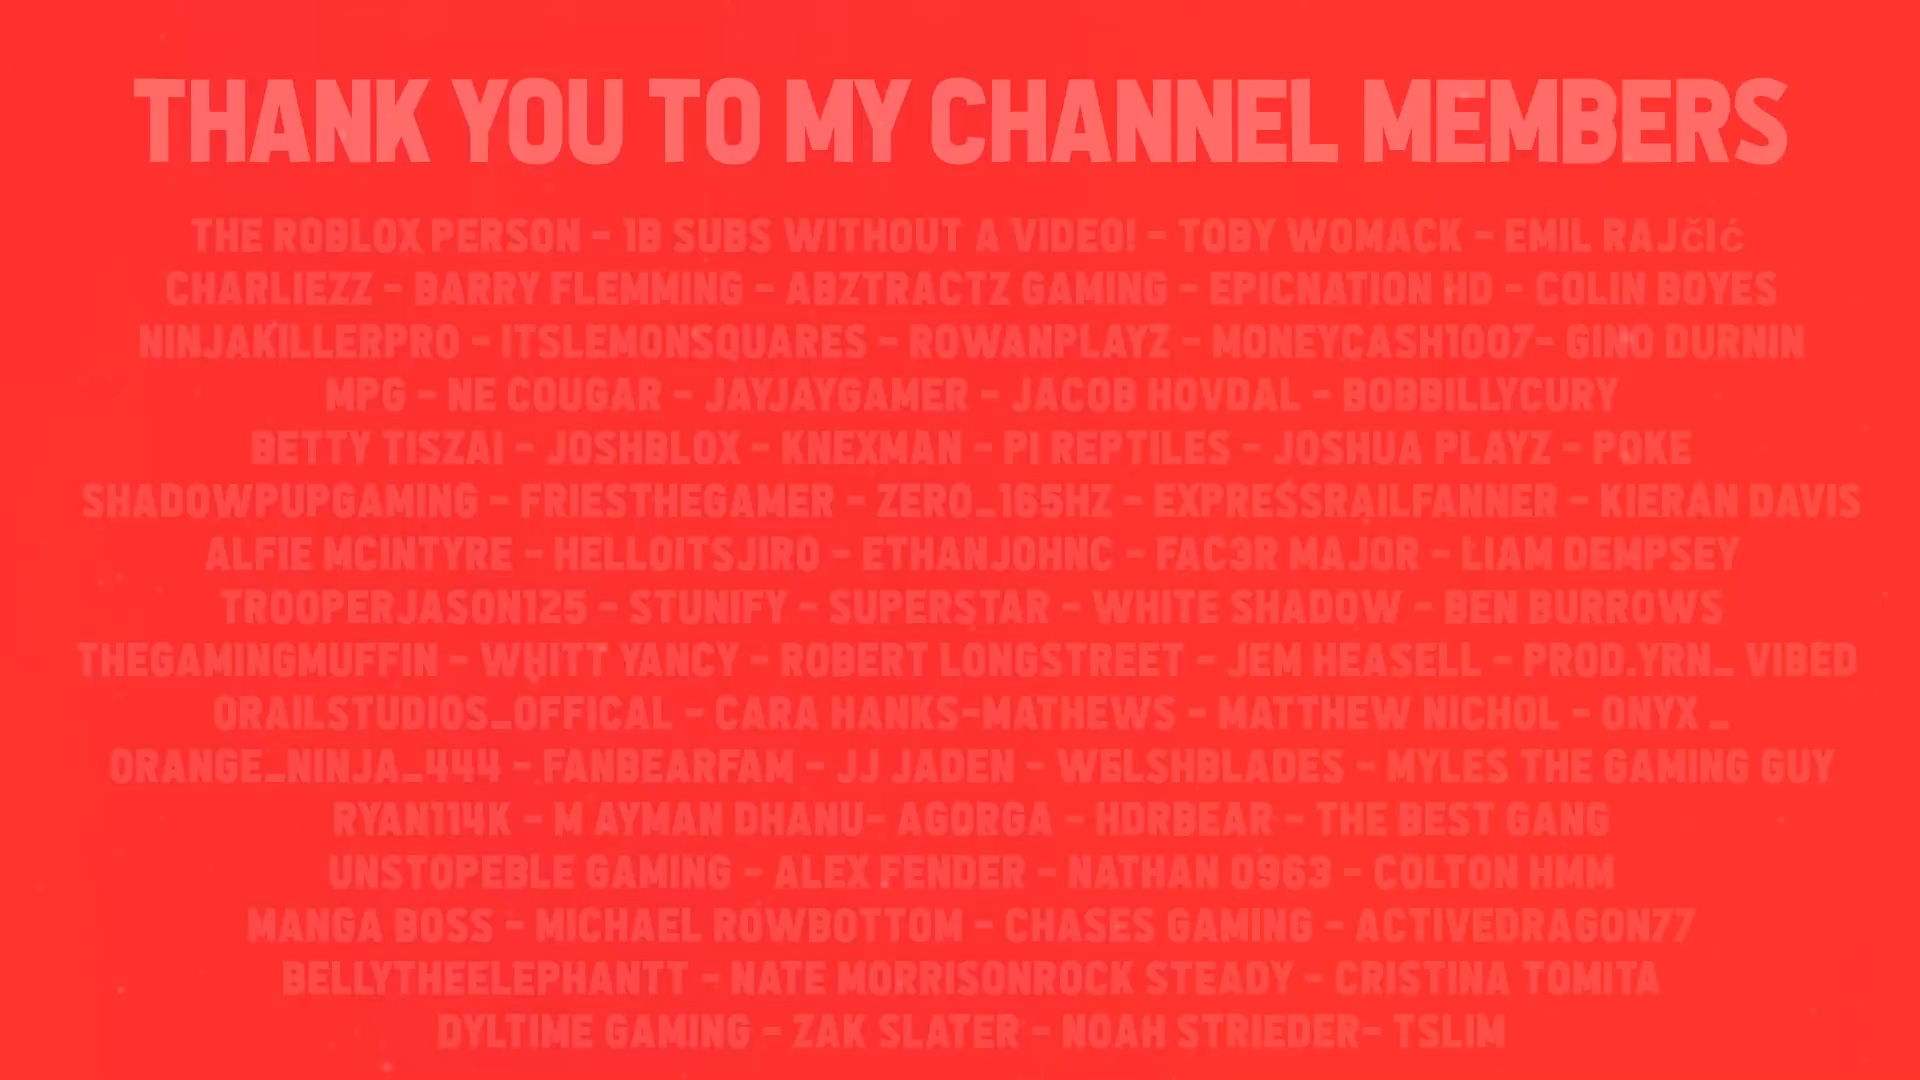 THANK YOU TO MY CHANNEL MEMBERS
THE ROBLOX PERSON - 1B SUBS WITHOUT A VIDEO! - TOBY WOMACK - EMIL RAJčIć
CHARLIEZZ - BARRY FLEMMING - ABZTRACTZ GAMING - EPICNATION HD - COLIN BOYES
NINJAKILLERPRO - ITSLEMONSQUARES - ROWANPLAYZ - MONEYCASH1007- GINO DURNIN
MPG - NE COUGAR - JAYJAYGAMER - JACOB HOVDAL - BOBBILLYCURY
BETTY TISZAI - JOSHBLOX - KNEXMAN - PI REPTILES - JOSHUA PLAYZ - POKE
SHADOWPUPGAMING - FRIESTHEGAMER - ZERO_165HZ - EXPRESSRAILFANNER - KIERAN DAVIS
ALFIE MCINTYRE - HELLOITSJIRO - ETHANJOHNC - FAC3R MAJOR - LIAM DEMPSEY
TROOPERJASON125 - STUNIFY - SUPERSTAR - WHITE SHADOW - BEN BURROWS
THEGAMINGMUFFIN - WHITT YANCY - ROBERT LONGSTREET - JEM HEASELL - PROD.YRN_ VIBED
ORAILSTUDIOS_OFFICAL - CARA HANKS-MATHEWS - MATTHEW NICHOL - ONYX _
ORANGE_NINJA_444 - FANBEARFAM - JJ JADEN - WELSHBLADES - MYLES THE GAMING GUY
RYAN114K - M AYMAN DHANU- AGORGA - HDRBEAR - THE BEST GANG
UNSTOPEBLE GAMING - ALEX FENDER - NATHAN 0963 - COLTON HMM
MANGA BOSS - MICHAEL ROWBOTTOM - CHASES GAMING - ACTIVEDRAGON77
BELLYTHEELEPHANTT - NATE MORRISONROCK STEADY - CRISTINA TOMITA
DYLTIME GAMING - ZAK SLATER - NOAH STRIEDER- TSLIM